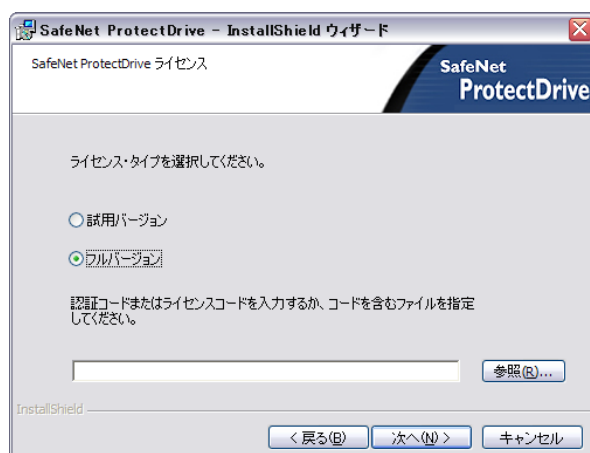 SafeNet ProtectDrive - InstallShield ウィザード
SafeNet ProtectDrive ライセンス
SafeNet
ProtectDrive
ライセンス・タイプを選択してください。
試用バージョン
フルバージョン
認証コードまたはライセンスコードを入力するか、コードを含むファイルを指定
してください。
参照(R)...
InstallShield
< 戻る(B)
次へ(N) >
キャンセル